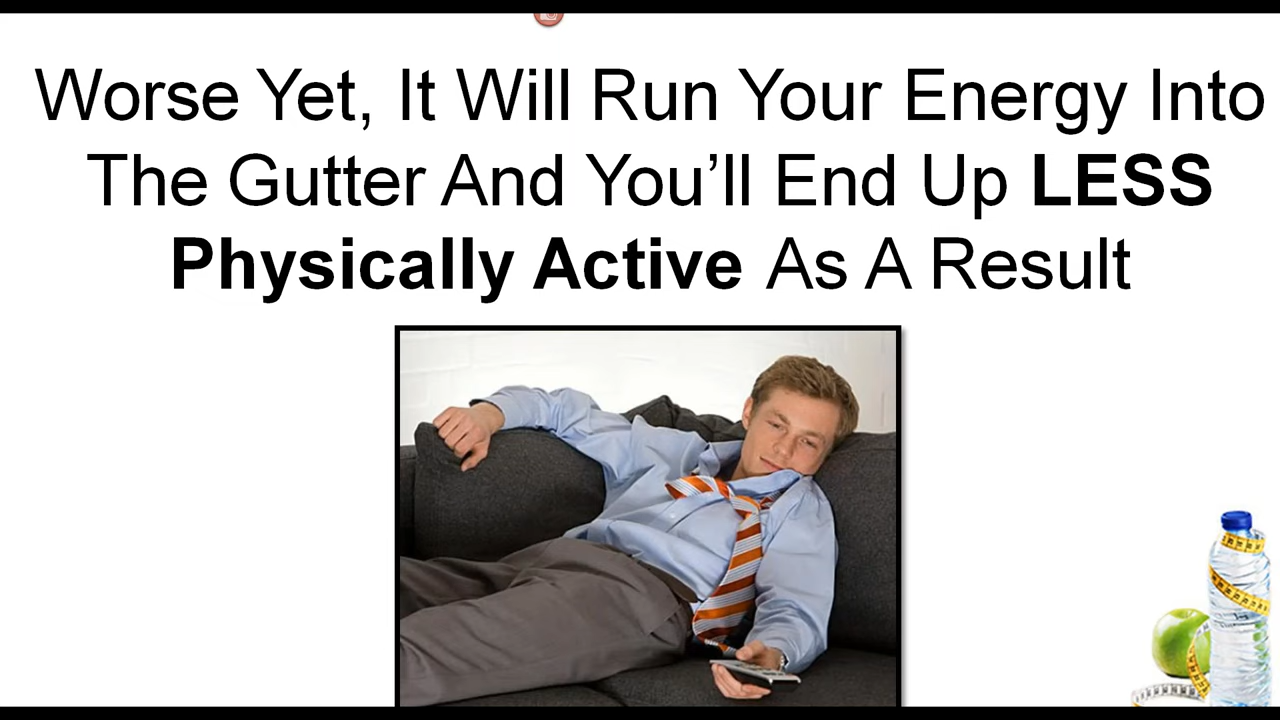 Worse Yet, It Will Run Your Energy Into
The Gutter And You’ll End Up LESS
Physically Active As A Result